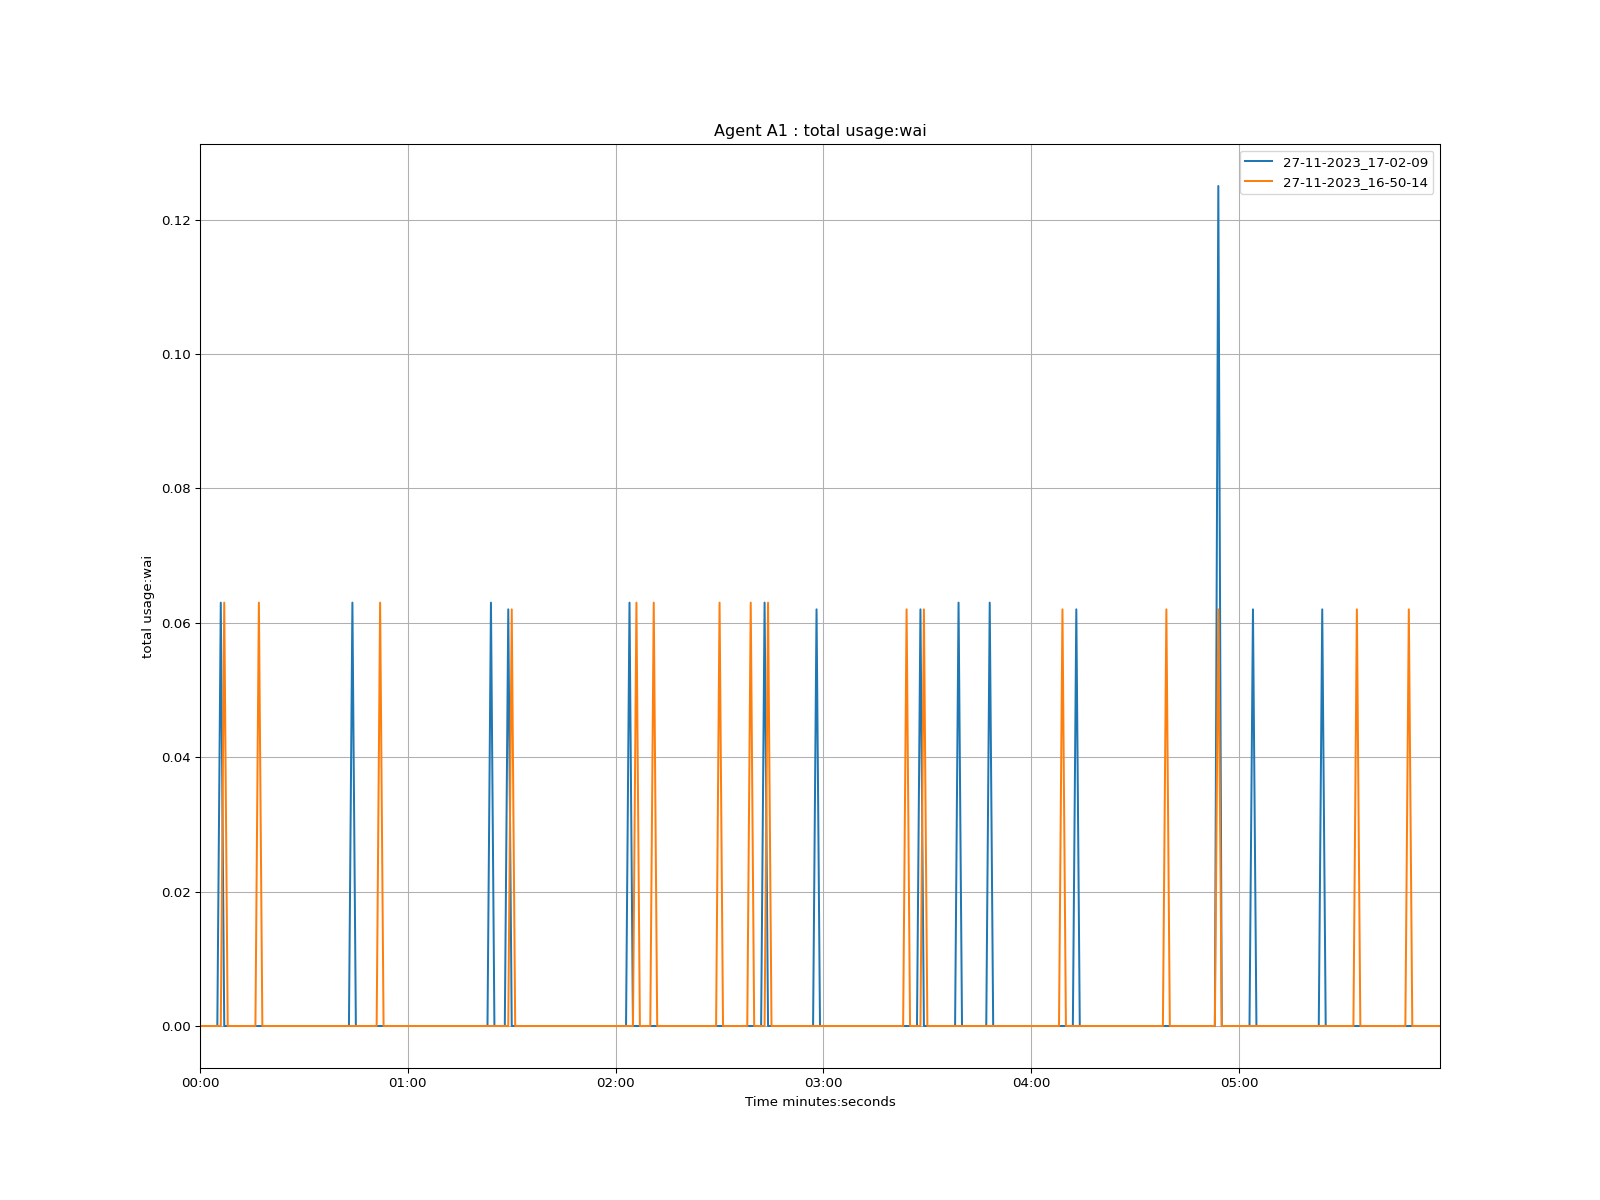 Agent A1 : total usage:wai
27-11-2023_17-02-09
27-11-2023_16-50-14
0.12
0.10
0.08
0.06
0.04
0.02
0.00
total usage:wai
00:00 01:00 02:00 03:00 04:00 05:00
Time minutes:seconds